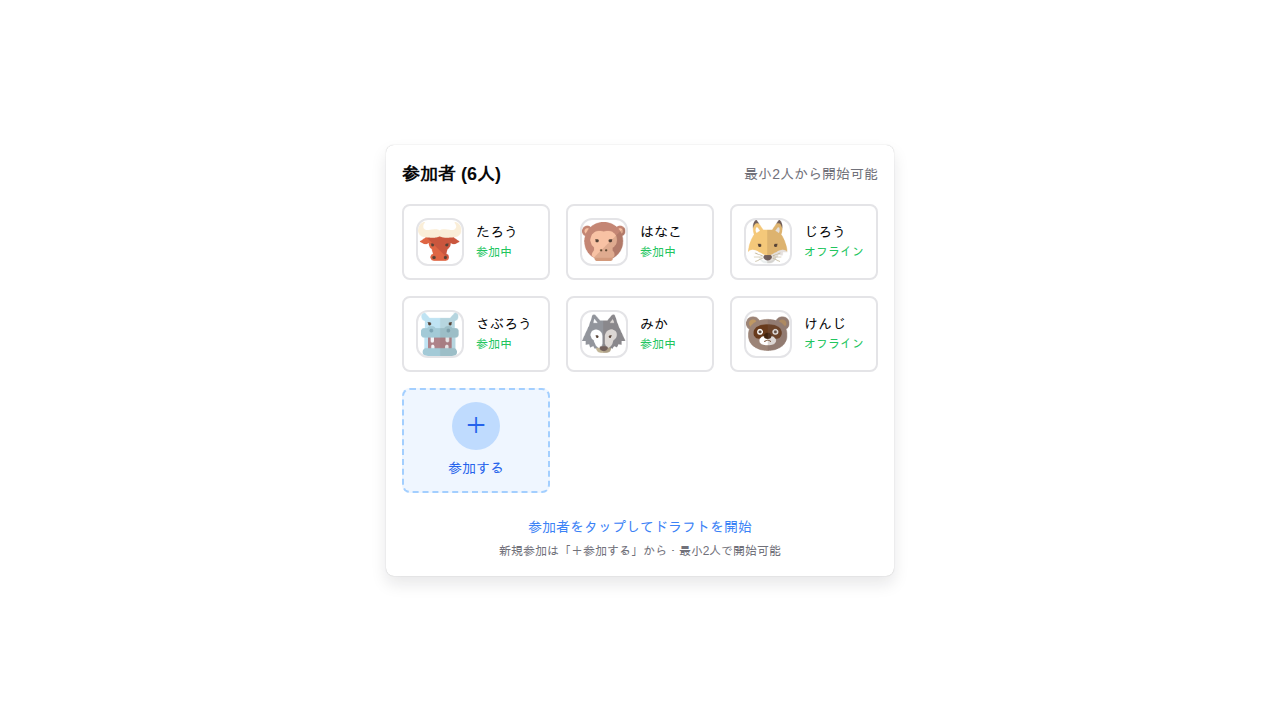 参加者 (6人)
最小2人から開始可能
たろう
参加中
はなこ
参加中
じろう
オフライン
さぶろう
参加中
みか
参加中
けんじ
オフライン
+
参加する
参加者をタップしてドラフトを開始
新規参加は「＋参加する」から · 最小2人で開始可能